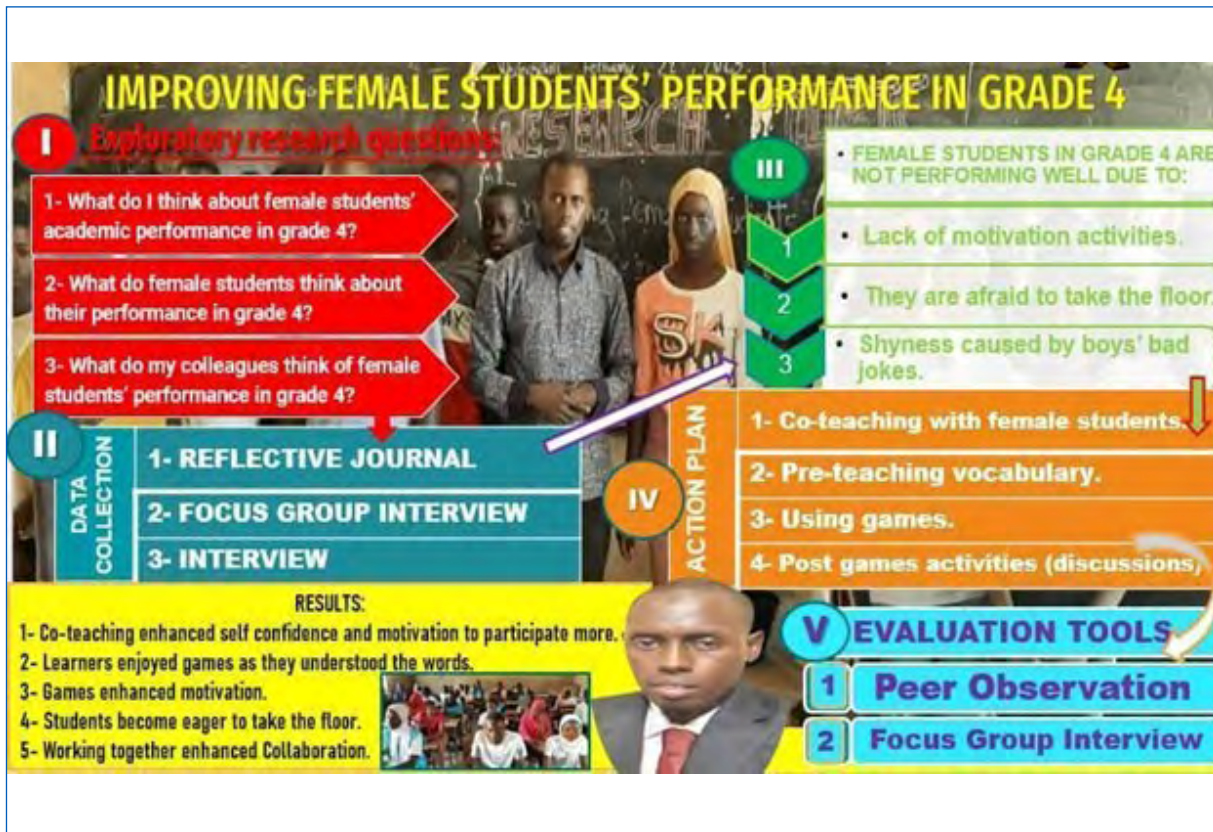 IMPROVING FEMALE STUDENTS' PERFORMANCE IN GRADE 4
I
Exploratory research questions:
1- What do I think about female students'
academic performance in grade 4?
2- What do female students think about
their performance in grade 4?
3- What do my colleagues think of female
students' performance in grade 4?
II
DATA
COLLECTION
1- REFLECTIVE JOURNAL
2- FOCUS GROUP INTERVIEW
3- INTERVIEW
RESEARCH
SK
III
• FEMALE STUDENTS IN GRADE 4 ARE
NOT PERFORMING WELL DUE TO:
1
• Lack of motivation activities.
2
• They are afraid to take the floor.
3
• Shyness caused by boys' bad
jokes.
IV
ACTION PLAN
1- Co-teaching with female students.
2- Pre-teaching vocabulary.
3- Using games.
4- Post games activities (discussions)
RESULTS:
1- Co-teaching enhanced self confidence and motivation to participate more.
2- Learners enjoyed games as they understood the words.
3- Games enhanced motivation.
4- Students become eager to take the floor.
5- Working together enhanced Collaboration.
V
EVALUATION TOOLS
1
Peer Observation
2
Focus Group Interview